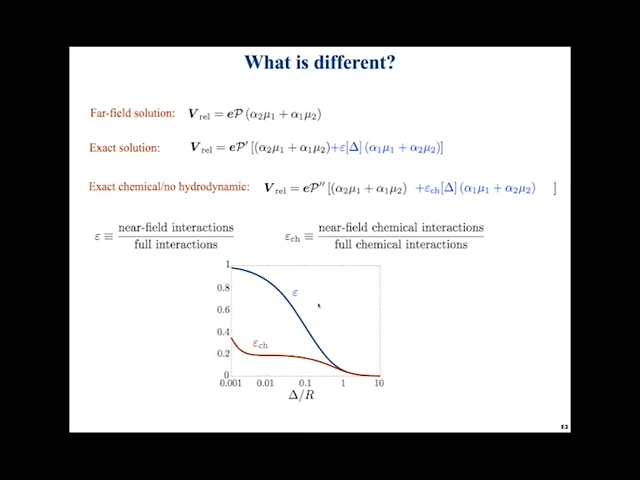 What is different?
Far-field solution: V_rel = e𝒫 (α₂μ₁ + α₁μ₂)
Exact solution: V_rel = e𝒫′ [(α₂μ₁ + α₁μ₂)+ε[Δ] (α₁μ₁ + α₂μ₂)]
Exact chemical/no hydrodynamic: V_rel = e𝒫″ [(α₂μ₁ + α₁μ₂) +ε_ch[Δ] (α₁μ₁ + α₂μ₂) ]
ε ≡ near-field interactions / full interactions
ε_ch ≡ near-field chemical interactions / full chemical interactions
1
0.8
0.6
0.4
0.2
0
ε
ε_ch
0.001 0.01 0.1 1 10
Δ/R
12